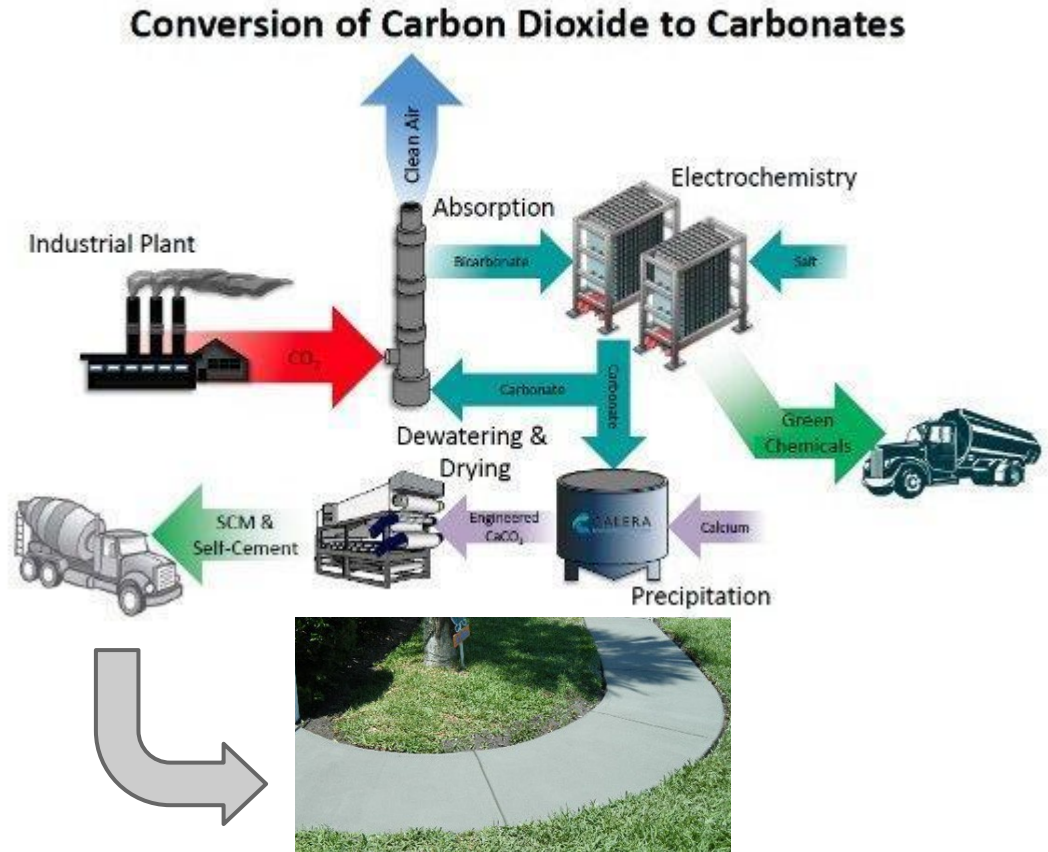 Conversion of Carbon Dioxide to Carbonates
Clean Air
Electrochemistry
Absorption
Industrial Plant
Bicarbonate
Salt
CO₂
Carbonate
Carbonate
Green
Chemicals
Dewatering &
Drying
SCM &
Self-Cement
Engineered
CaCO₃
CALERA
Calcium
Precipitation